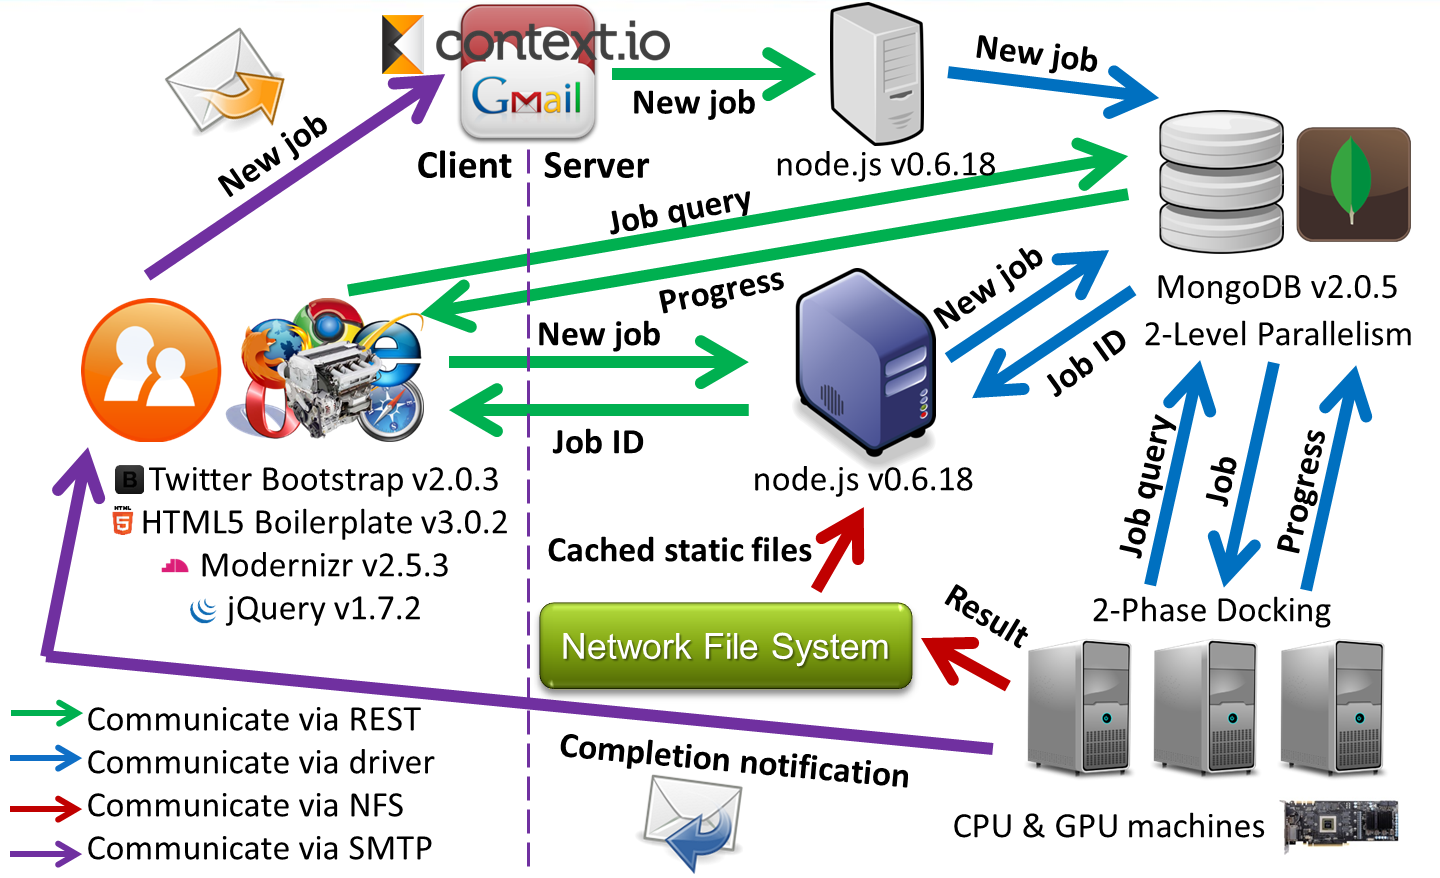 context.io
Gmail
New job
New job
New job
Client
Server
node.js v0.6.18
Job query
Progress
MongoDB v2.0.5
2-Level Parallelism
New job
Job ID
New job
Job ID
node.js v0.6.18
B Twitter Bootstrap v2.0.3
HTML 5 HTML5 Boilerplate v3.0.2
Modernizr v2.5.3
jQuery v1.7.2
Cached static files
Job query
Job
Progress
Network File System
Result
2-Phase Docking
Communicate via REST
Communicate via driver
Communicate via NFS
Communicate via SMTP
Completion notification
CPU & GPU machines